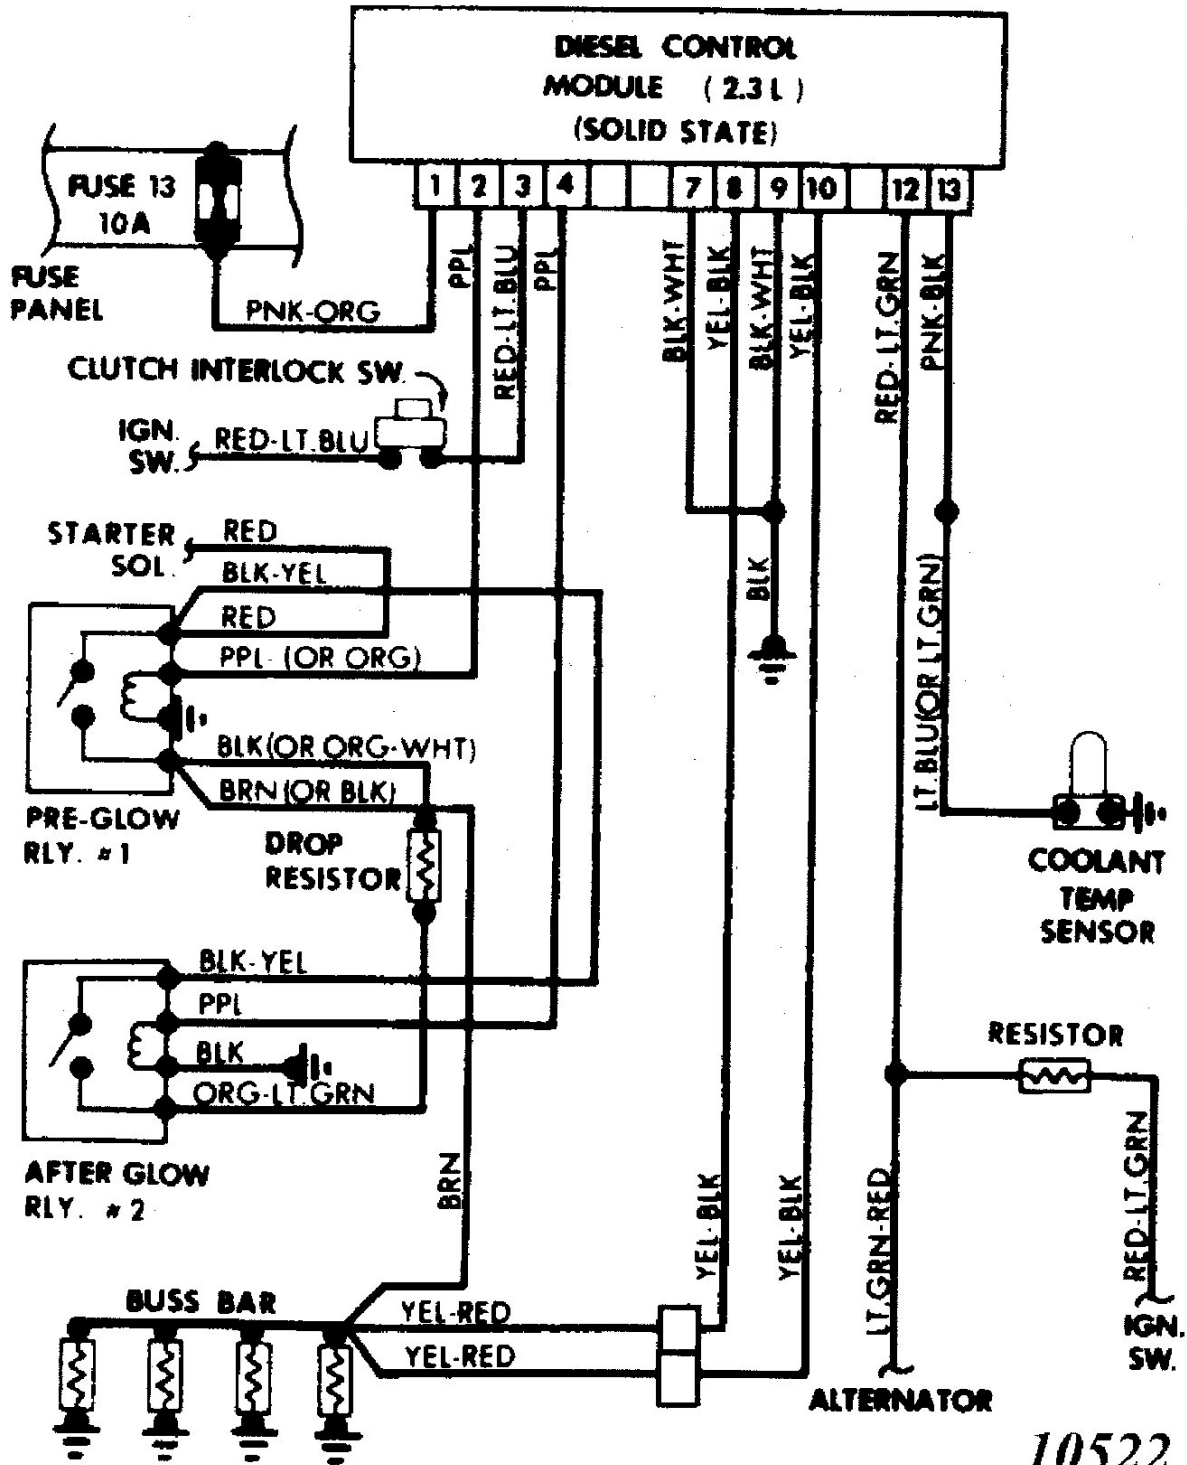 DIESEL CONTROL
MODULE (2.3L)
(SOLID STATE)
1 2 3 4 7 8 9 10 12 13
FUSE 13
10A
FUSE
PANEL
PNK-ORG
PPL
RED-LT.BLU
PPL
BLK-WHT
YEL-BLK
BLK-WHT
YEL-BLK
RED-LT.GRN
PNK-BLK
CLUTCH INTERLOCK SW.
IGN.
SW.
RED-LT.BLU
STARTER
SOL.
RED
BLK-YEL
RED
PPL-(OR ORG)
BLK(OR ORG-WHT)
BRN(OR BLK)
PRE-GLOW
RLY. #1
DROP
RESISTOR
BLK
LT.BLU(OR LT.GRN)
COOLANT
TEMP
SENSOR
BLK-YEL
PPL
BLK
ORG-LT.GRN
AFTER GLOW
RLY. #2
BRN
RESISTOR
YEL-BLK
YEL-BLK
LT.GRN-RED
RED-LT.GRN
BUSS BAR
YEL-RED
YEL-RED
IGN.
SW.
ALTERNATOR
10522